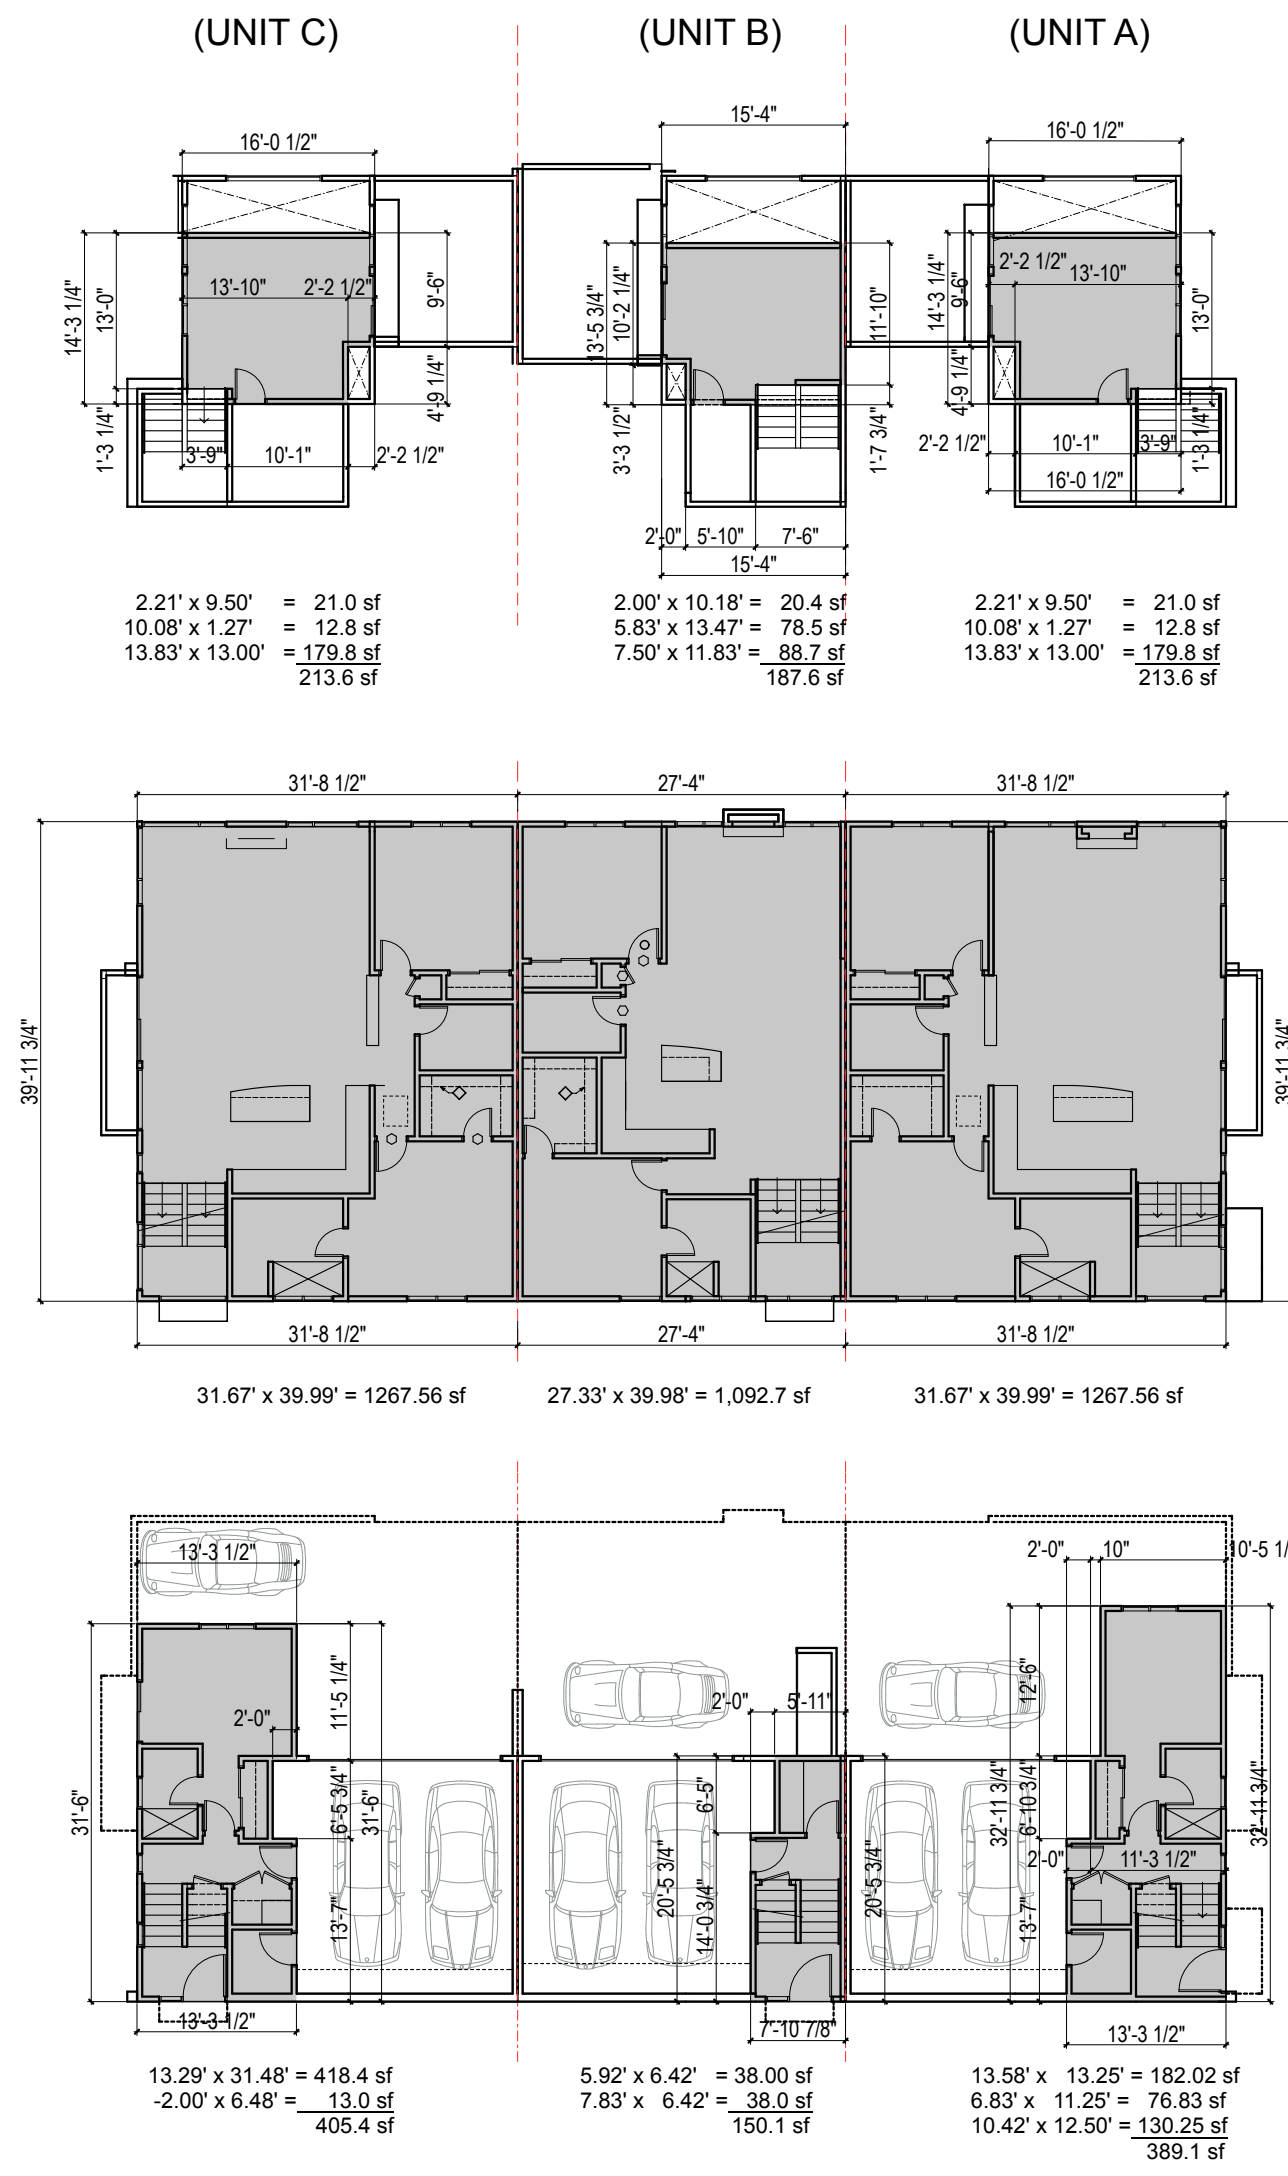 (UNIT C) (UNIT B) (UNIT A)
16'-0 1/2" 15'-4" 16'-0 1/2"
14'-3 1/4" 13'-0" 13'-10" 2'-2 1/2" 9'-6" 13'-5 3/4" 10'-2 1/4" 11'-10" 14'-3 1/4" 9'-6" 2'-2 1/2" 13'-10" 13'-0"
1'-3 1/4" 4'-9 1/4" 3'-3 1/2" 1'-7 3/4" 4'-9 1/4" 1'-3 1/4"
3'-9" 10'-1" 2'-2 1/2" 2'-2 1/2" 10'-1" 3'-9"
16'-0 1/2"
2'-0" 5'-10" 7'-6"
15'-4"
2.21' x 9.50' = 21.0 sf 2.00' x 10.18' = 20.4 sf 2.21' x 9.50' = 21.0 sf
10.08' x 1.27' = 12.8 sf 5.83' x 13.47' = 78.5 sf 10.08' x 1.27' = 12.8 sf
13.83' x 13.00' = 179.8 sf 7.50' x 11.83' = 88.7 sf 13.83' x 13.00' = 179.8 sf
213.6 sf 187.6 sf 213.6 sf
31'-8 1/2" 27'-4" 31'-8 1/2"
39'-11 3/4" 39'-11 3/4"
31'-8 1/2" 27'-4" 31'-8 1/2"
31.67' x 39.99' = 1267.56 sf 27.33' x 39.98' = 1,092.7 sf 31.67' x 39.99' = 1267.56 sf
13'-3 1/2" 2'-0" 10" 10'-5 1/
11'-5 1/4" 12'-6"
2'-0" 2'-0" 5'-11"
31'-6" 6'-5 3/4" 31'-6" 6'-5" 32'-11 3/4" 6'-10 3/4" 32'-11 3/4"
2'-0" 11'-3 1/2"
13'-7" 20'-5 3/4" 14'-0 3/4" 20'-5 3/4" 13'-7"
13'-3 1/2" 7'-10 7/8" 13'-3 1/2"
13.29' x 31.48' = 418.4 sf 5.92' x 6.42' = 38.00 sf 13.58' x 13.25' = 182.02 sf
-2.00' x 6.48' = 13.0 sf 7.83' x 6.42' = 38.0 sf 6.83' x 11.25' = 76.83 sf
405.4 sf 150.1 sf 10.42' x 12.50' = 130.25 sf
389.1 sf